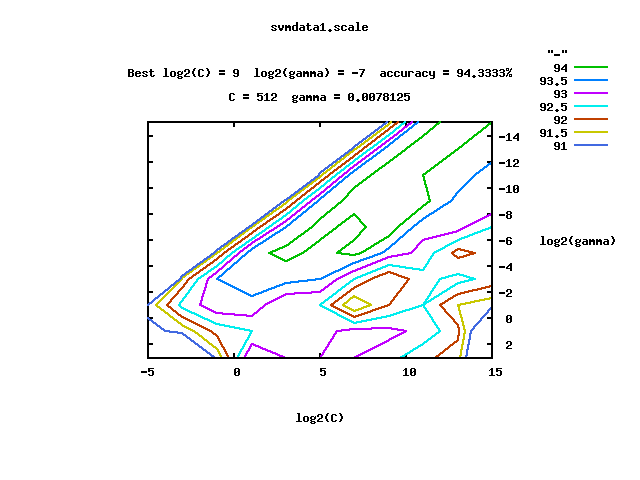 svmdata1.scale
Best log2(C) = 9  log2(gamma) = -7  accuracy = 94.3333%
C = 512  gamma = 0.0078125
"-"
94
93.5
93
92.5
92
91.5
91
-14
-12
-10
-8
-6
-4
-2
0
2
log2(gamma)
-5 0 5 10 15
log2(C)